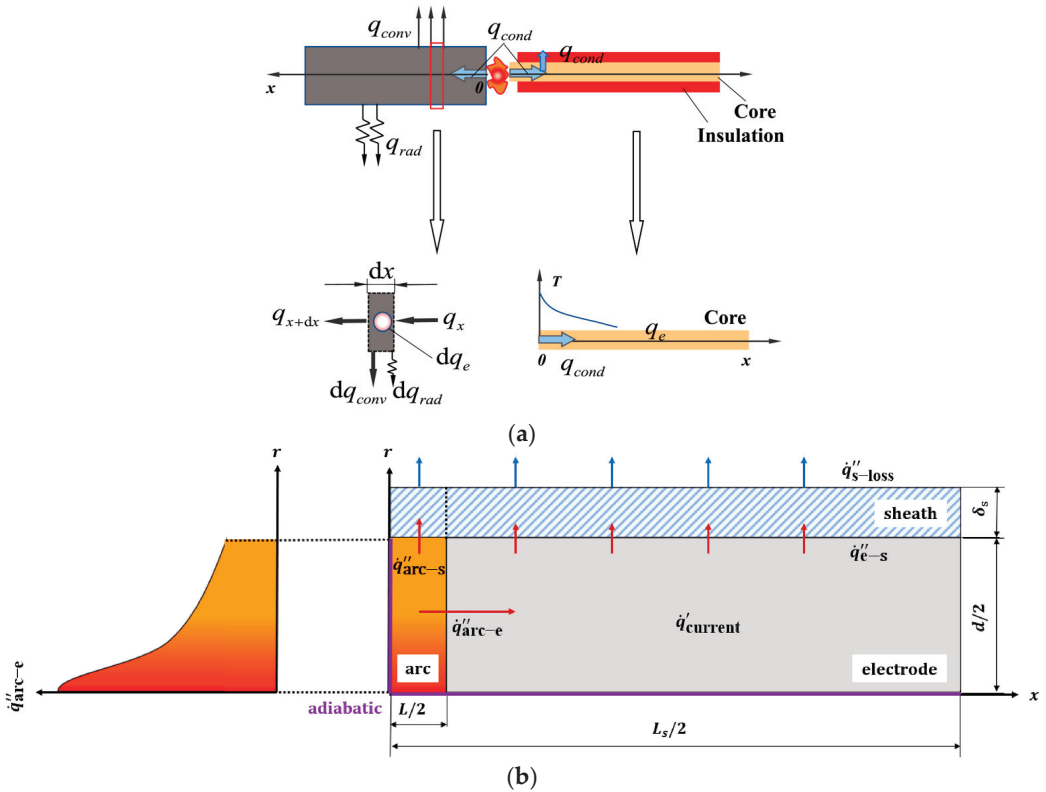 q_conv
q_cond
q_cond
x
0
Core
Insulation
q_rad
dx
q_x+dx
q_x
dq_e
dq_conv
dq_rad
T
Core
q_e
0
q_cond
x
(a)
r
r
q̇″_s−loss
sheath
δ_s
q̇″_arc−s
q̇″_e−s
q̇″_arc−e
q̇′_current
d/2
arc
electrode
q̇″_arc−e
adiabatic
L/2
x
L_s/2
(b)